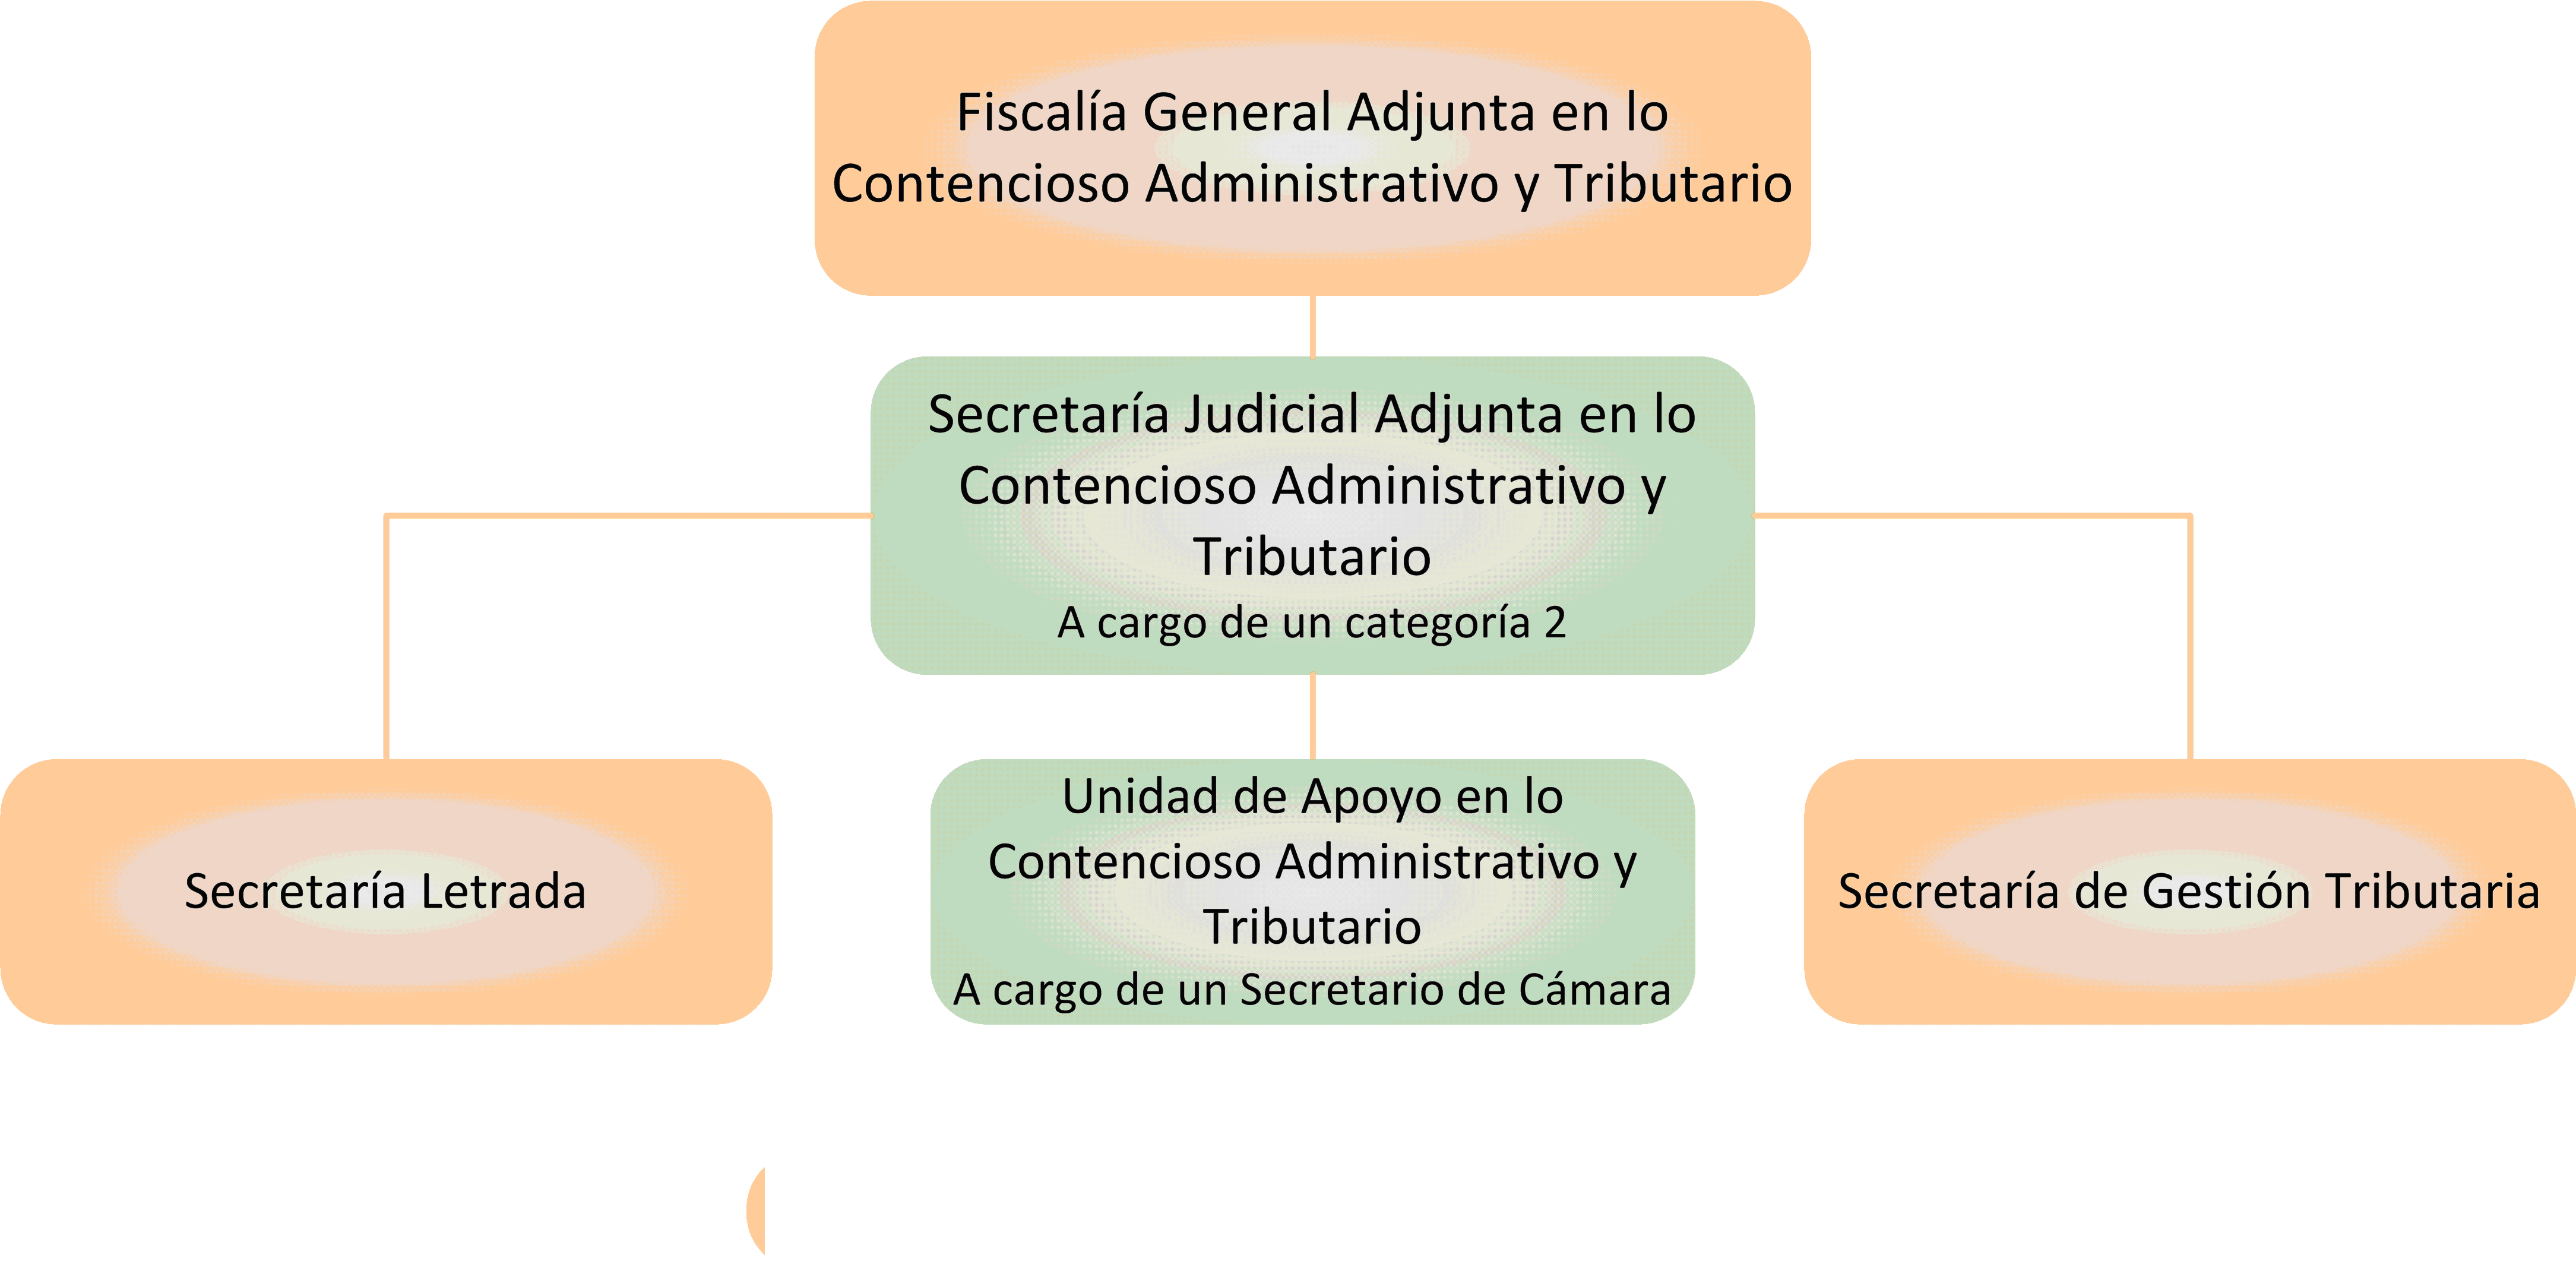 Fiscalía General Adjunta en lo
Contencioso Administrativo y Tributario
Secretaría Judicial Adjunta en lo
Contencioso Administrativo y
Tributario
A cargo de un categoría 2
Secretaría Letrada
Unidad de Apoyo en lo
Contencioso Administrativo y
Tributario
A cargo de un Secretario de Cámara
Secretaría de Gestión Tributaria